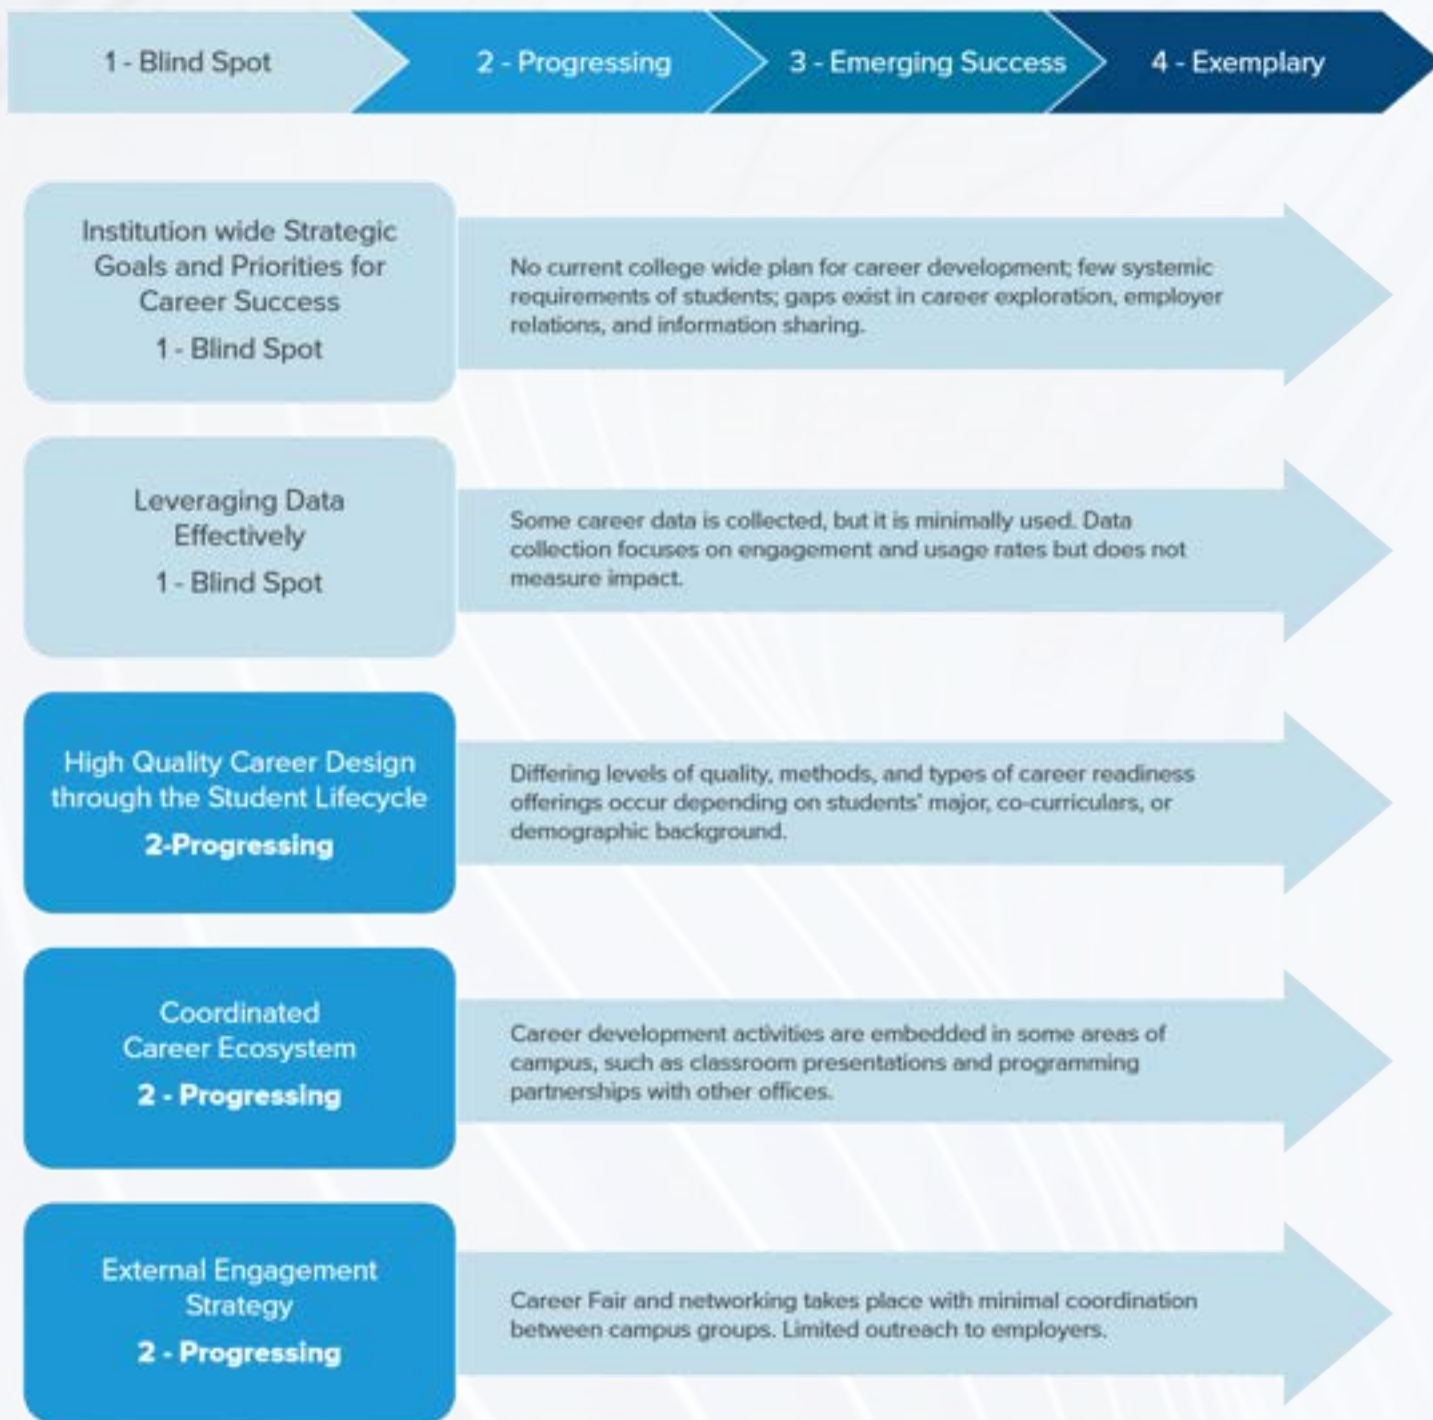 1 - Blind Spot
2 - Progressing
3 - Emerging Success
4 - Exemplary
Institution wide Strategic
Goals and Priorities for
Career Success
1 - Blind Spot
No current college wide plan for career development; few systemic
requirements of students; gaps exist in career exploration, employer
relations, and information sharing.
Leveraging Data
Effectively
1 - Blind Spot
Some career data is collected, but it is minimally used. Data
collection focuses on engagement and usage rates but does not
measure impact.
High Quality Career Design
through the Student Lifecycle
2-Progressing
Differing levels of quality, methods, and types of career readiness
offerings occur depending on students' major, co-curriculars, or
demographic background.
Coordinated
Career Ecosystem
2 - Progressing
Career development activities are embedded in some areas of
campus, such as classroom presentations and programming
partnerships with other offices.
External Engagement
Strategy
2 - Progressing
Career Fair and networking takes place with minimal coordination
between campus groups. Limited outreach to employers.